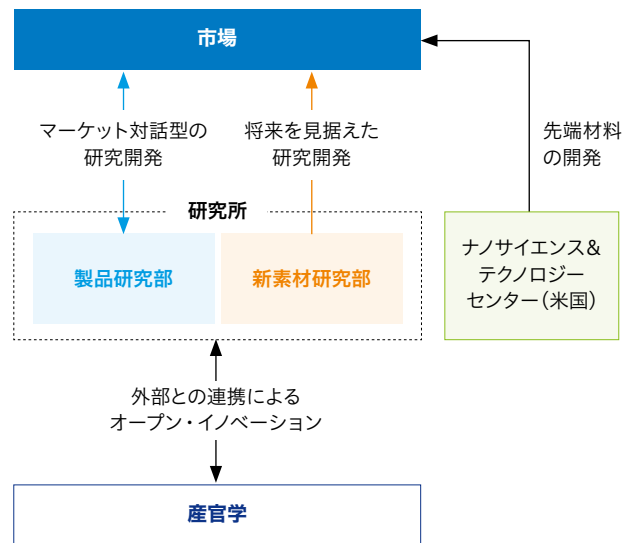 市場
マーケット対話型の
研究開発
将来を見据えた
研究開発
先端材料
の開発
研究所
製品研究部
新素材研究部
ナノサイエンス&
テクノロジー
センター(米国)
外部との連携による
オープン・イノベーション
産官学